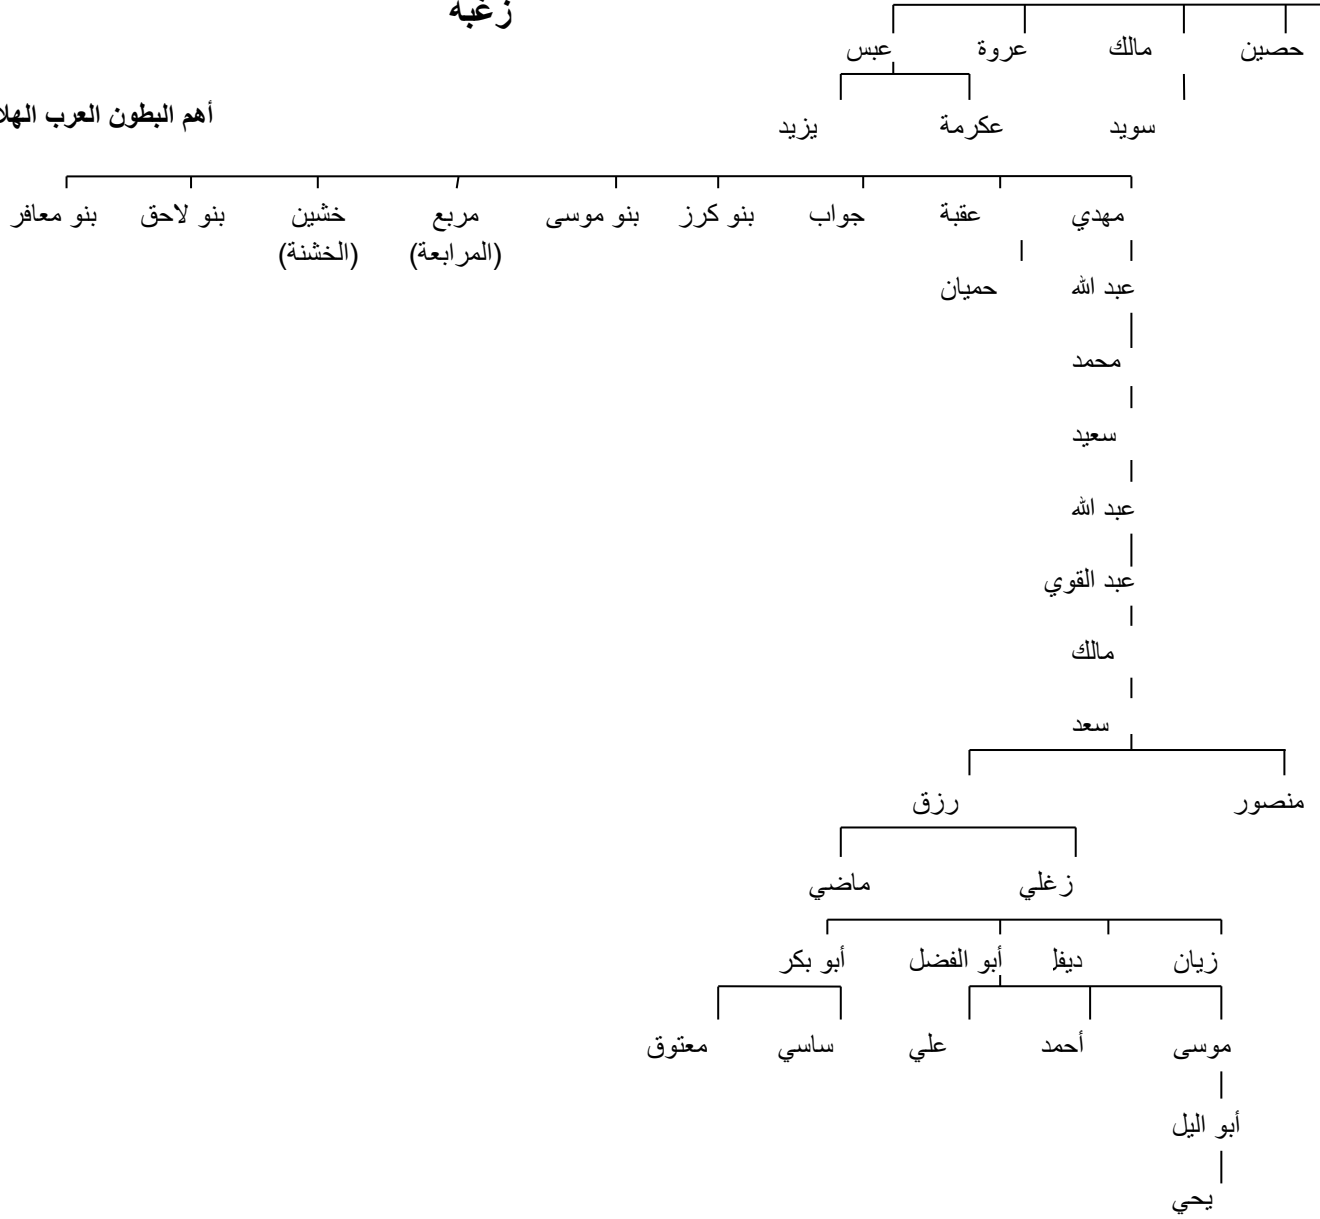 زغبة
حصين مالك عروة عبس
أهم البطون العرب
سويد عكرمة يزيد
مهدي عقبة جواب بنو كرز بنو موسى مربع خشين بنو لاحق بنو معافر
(المرابعة) (الخشنة)
عبد الله حميان
محمد
سعيد
عبد الله
عبد القوي
مالك
سعد
منصور رزق
زغلي ماضي
زيان ديفل أبو الفضل أبو بكر
موسى أحمد علي ساسي معتوق
أبو اليل
يحي